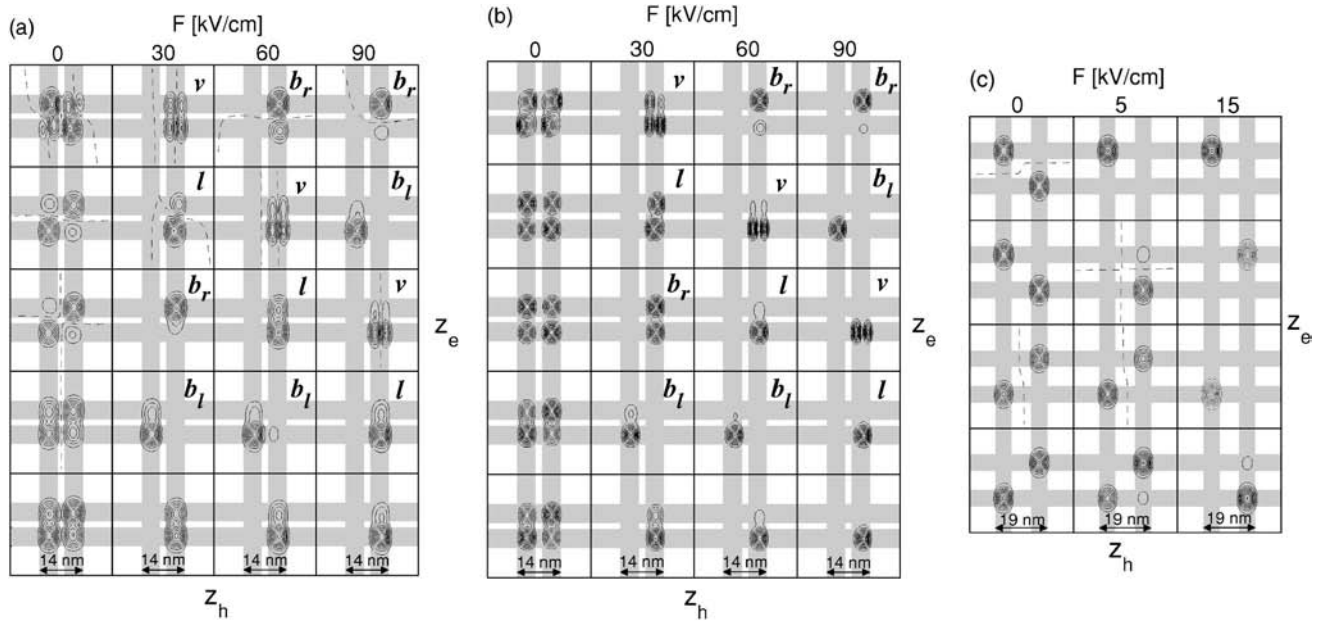 (a)
F [kV/cm]
0 30 60 90
v b_r b_r
l v b_l
b_r l v
b_l b_l l
14 nm 14 nm 14 nm 14 nm
z_h
z_e
(b)
F [kV/cm]
0 30 60 90
v b_r b_r
l v b_l
b_r l v
b_l b_l l
14 nm 14 nm 14 nm 14 nm
z_h
z_e
(c)
F [kV/cm]
0 5 15
19 nm 19 nm 19 nm
z_h
z_e